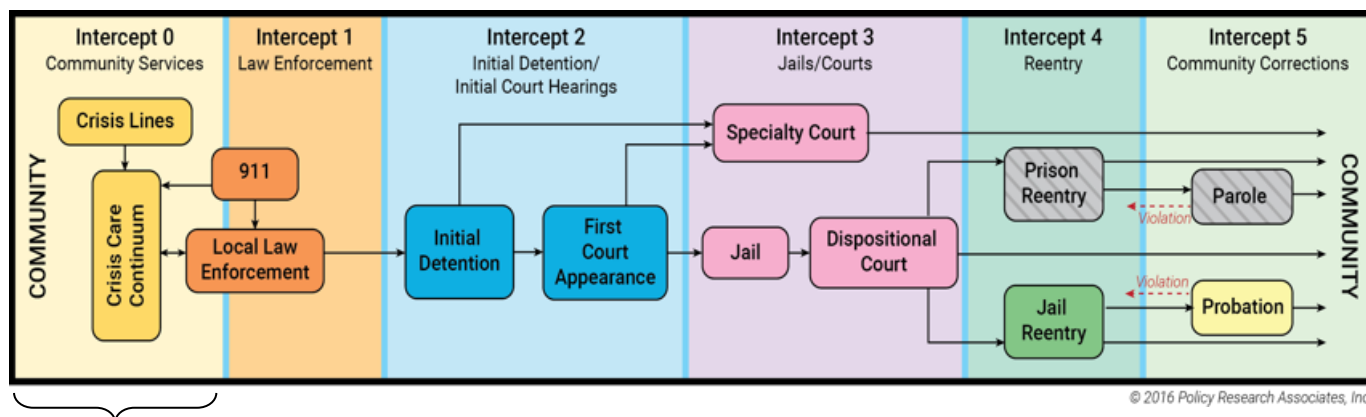 Intercept 0
Community Services
Intercept 1
Law Enforcement
Intercept 2
Initial Detention/
Initial Court Hearings
Intercept 3
Jails/Courts
Intercept 4
Reentry
Intercept 5
Community Corrections
COMMUNITY
Crisis Lines
Crisis Care
Continuum
911
Local Law
Enforcement
Initial
Detention
First
Court
Appearance
Specialty Court
Jail
Dispositional
Court
Prison
Reentry
Violation
Parole
Jail
Reentry
Violation
Probation
COMMUNITY
© 2016 Policy Research Associates, Inc